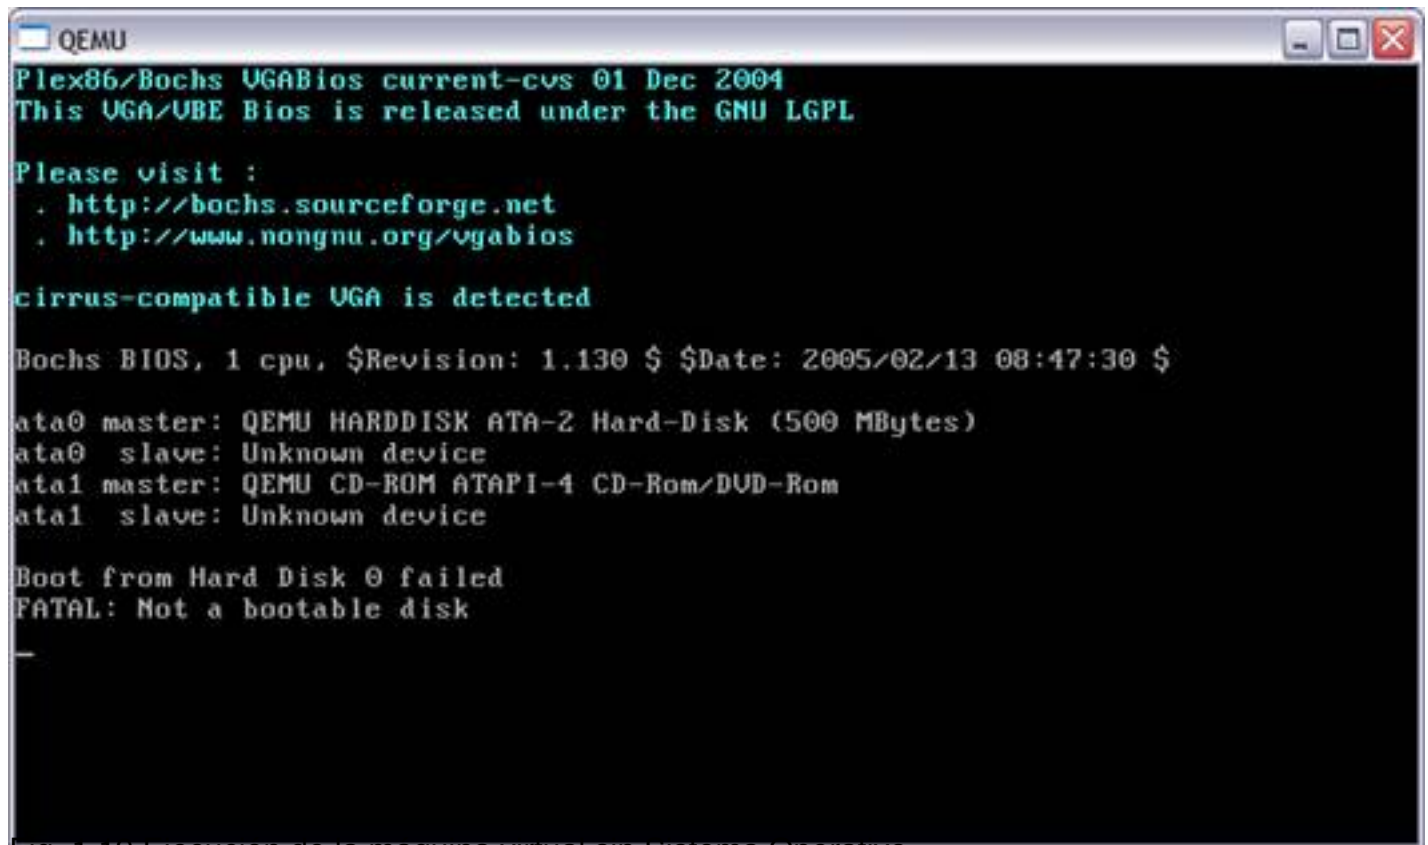 QEMU
Plex86/Bochs VGABios current-cvs 01 Dec 2004
This VGA/VBE Bios is released under the GNU LGPL
Please visit :
. http://bochs.sourceforge.net
. http://www.nongnu.org/vgabios
cirrus-compatible VGA is detected
Bochs BIOS, 1 cpu, $Revision: 1.130 $ $Date: 2005/02/13 08:47:30 $
ata0 master: QEMU HARDDISK ATA-2 Hard-Disk (500 MBytes)
ata0 slave: Unknown device
ata1 master: QEMU CD-ROM ATAPI-4 CD-Rom/DVD-Rom
ata1 slave: Unknown device
Boot from Hard Disk 0 failed
FATAL: Not a bootable disk